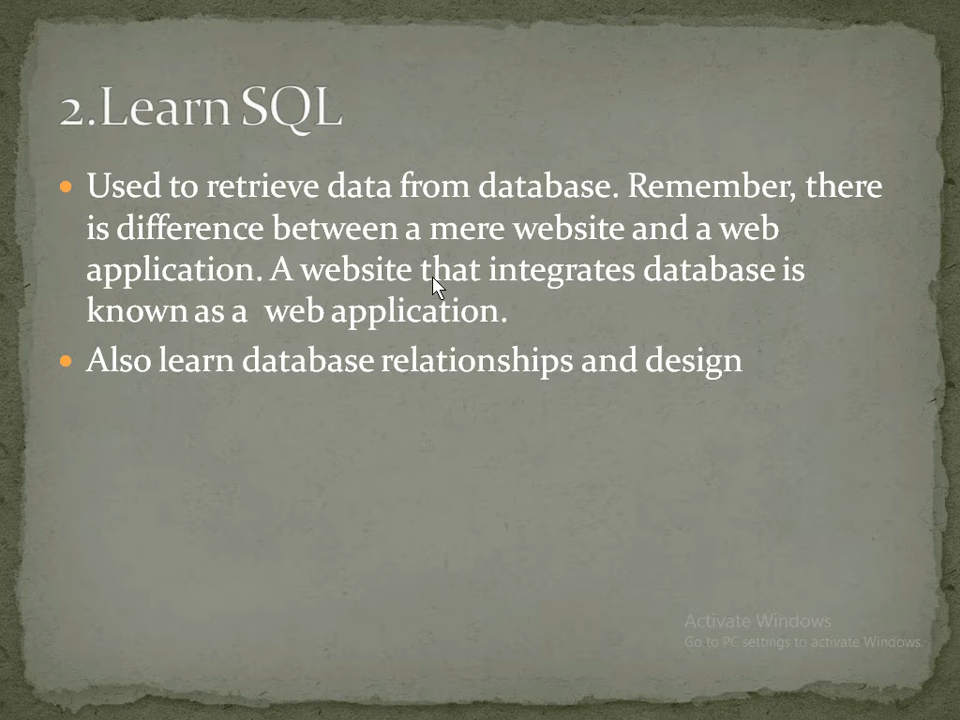 2.Learn SQL
Used to retrieve data from database. Remember, there
is difference between a mere website and a web
application. A website that integrates database is
known as a  web application.
Also learn database relationships and design
Activate Windows
Go to PC settings to activate Windows.